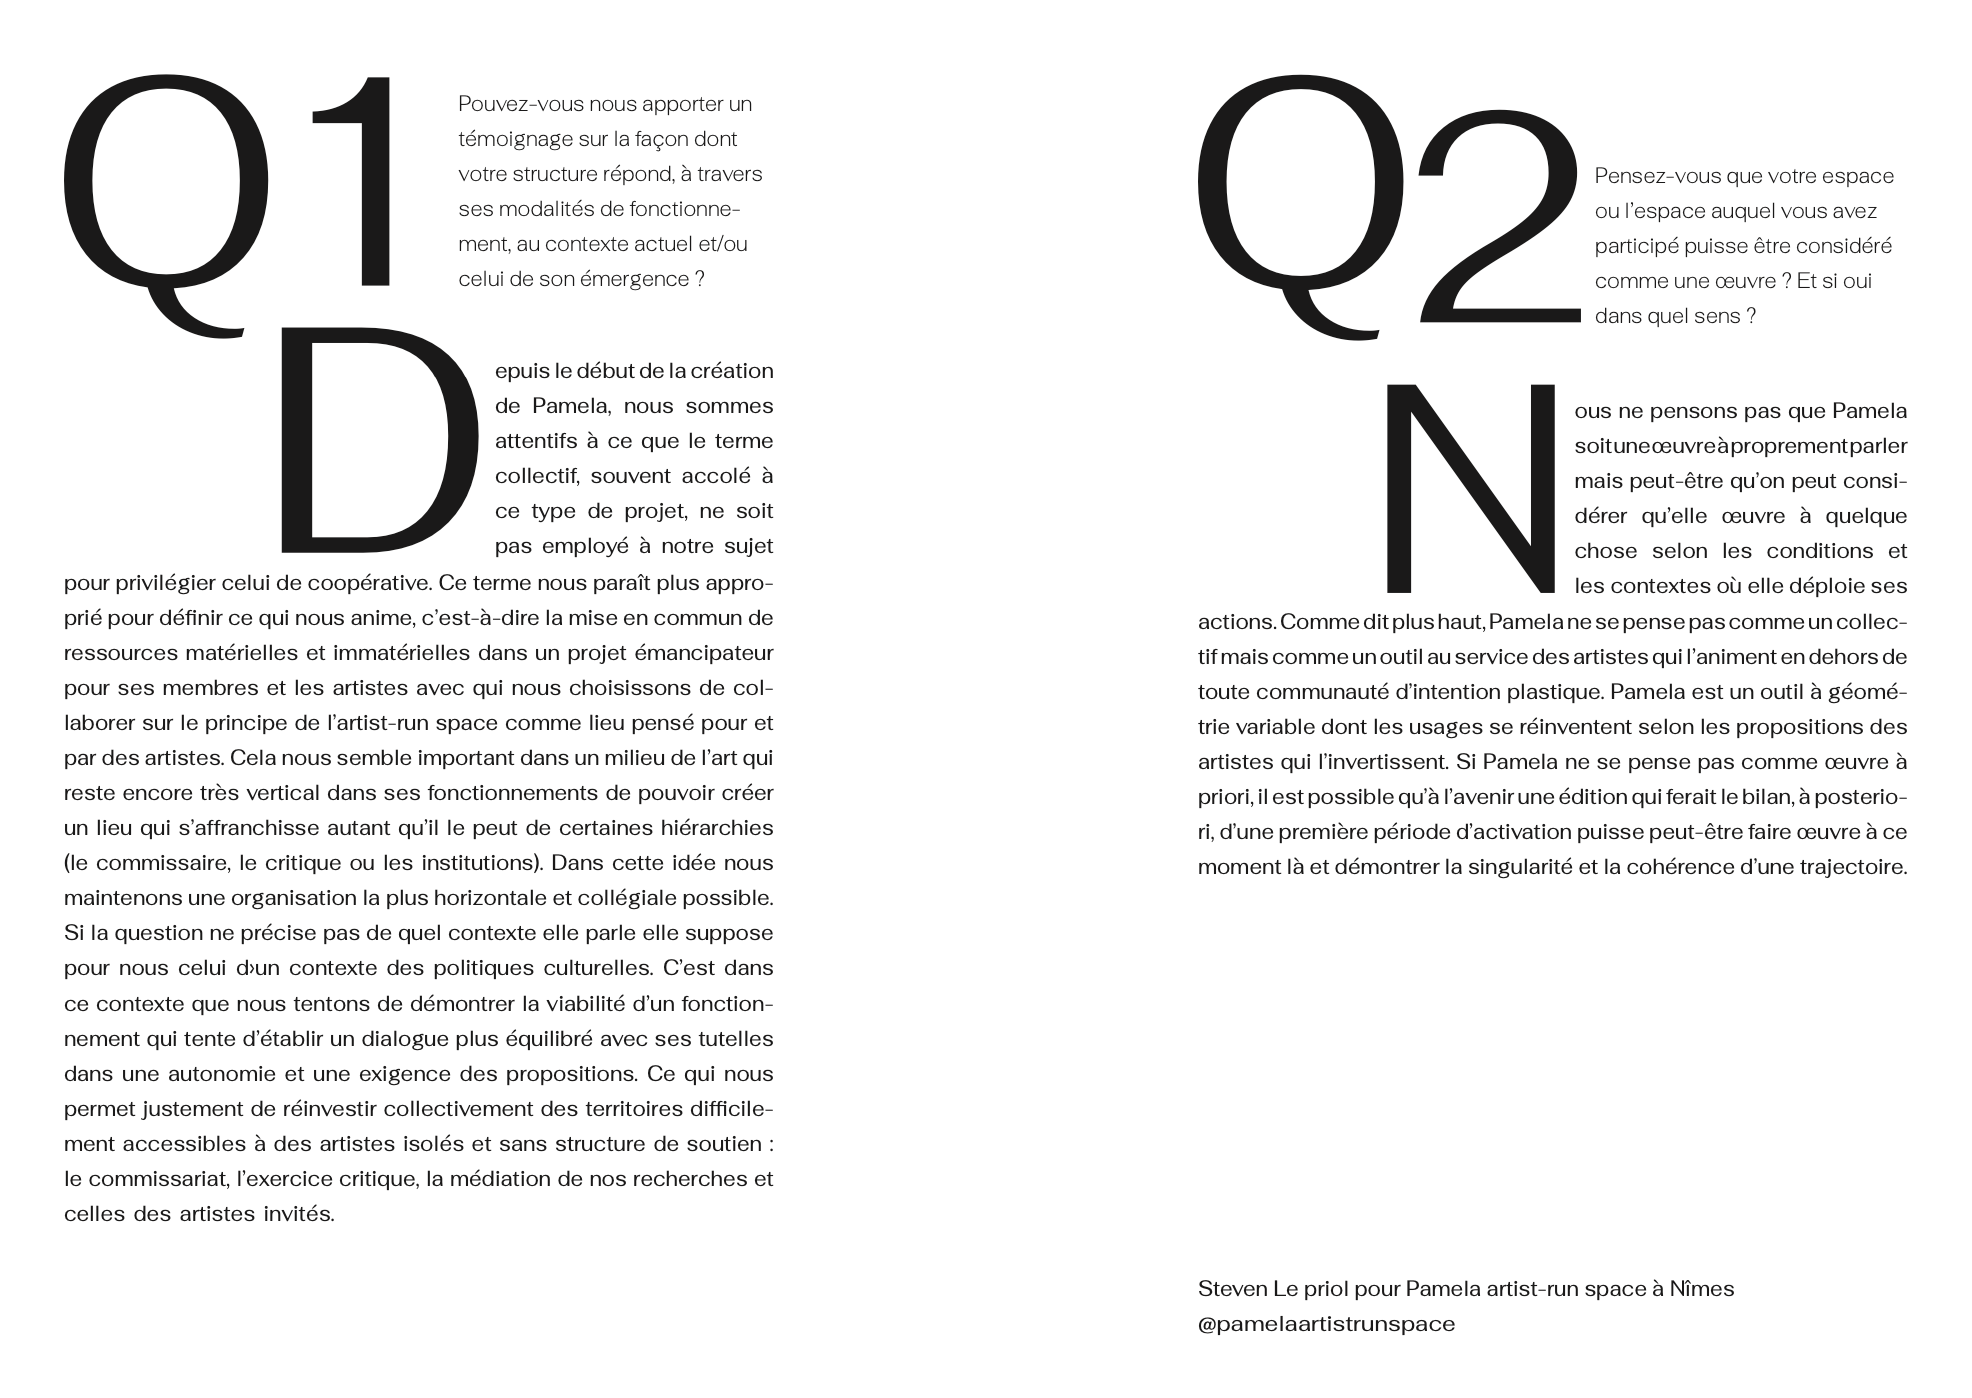 Q1
Pouvez-vous nous apporter un
témoignage sur la façon dont
votre structure répond, à travers
ses modalités de fonctionne-
ment, au contexte actuel et/ou
celui de son émergence ?
Depuis le début de la création
de Pamela, nous sommes
attentifs à ce que le terme
collectif, souvent accolé à
ce type de projet, ne soit
pas employé à notre sujet
pour privilégier celui de coopérative. Ce terme nous paraît plus appro-
prié pour définir ce qui nous anime, c’est-à-dire la mise en commun de
ressources matérielles et immatérielles dans un projet émancipateur
pour ses membres et les artistes avec qui nous choisissons de col-
laborer sur le principe de l’artist-run space comme lieu pensé pour et
par des artistes. Cela nous semble important dans un milieu de l’art qui
reste encore très vertical dans ses fonctionnements de pouvoir créer
un lieu qui s’affranchisse autant qu’il le peut de certaines hiérarchies
(le commissaire, le critique ou les institutions). Dans cette idée nous
maintenons une organisation la plus horizontale et collégiale possible.
Si la question ne précise pas de quel contexte elle parle elle suppose
pour nous celui d›un contexte des politiques culturelles. C’est dans
ce contexte que nous tentons de démontrer la viabilité d’un fonction-
nement qui tente d’établir un dialogue plus équilibré avec ses tutelles
dans une autonomie et une exigence des propositions. Ce qui nous
permet justement de réinvestir collectivement des territoires difficile-
ment accessibles à des artistes isolés et sans structure de soutien :
le commissariat, l’exercice critique, la médiation de nos recherches et
celles des artistes invités.
Q2
Pensez-vous que votre espace
ou l’espace auquel vous avez
participé puisse être considéré
comme une œuvre ? Et si oui
dans quel sens ?
Nous ne pensons pas que Pamela
soit une œuvre à proprement parler
mais peut-être qu’on peut consi-
dérer qu’elle œuvre à quelque
chose selon les conditions et
les contextes où elle déploie ses
actions. Comme dit plus haut, Pamela ne se pense pas comme un collec-
tif mais comme un outil au service des artistes qui l’animent en dehors de
toute communauté d’intention plastique. Pamela est un outil à géomé-
trie variable dont les usages se réinventent selon les propositions des
artistes qui l’invertissent. Si Pamela ne se pense pas comme œuvre à
priori, il est possible qu’à l’avenir une édition qui ferait le bilan, à posterio-
ri, d’une première période d’activation puisse peut-être faire œuvre à ce
moment là et démontrer la singularité et la cohérence d’une trajectoire.
Steven Le priol pour Pamela artist-run space à Nîmes
@pamelaartistrunspace